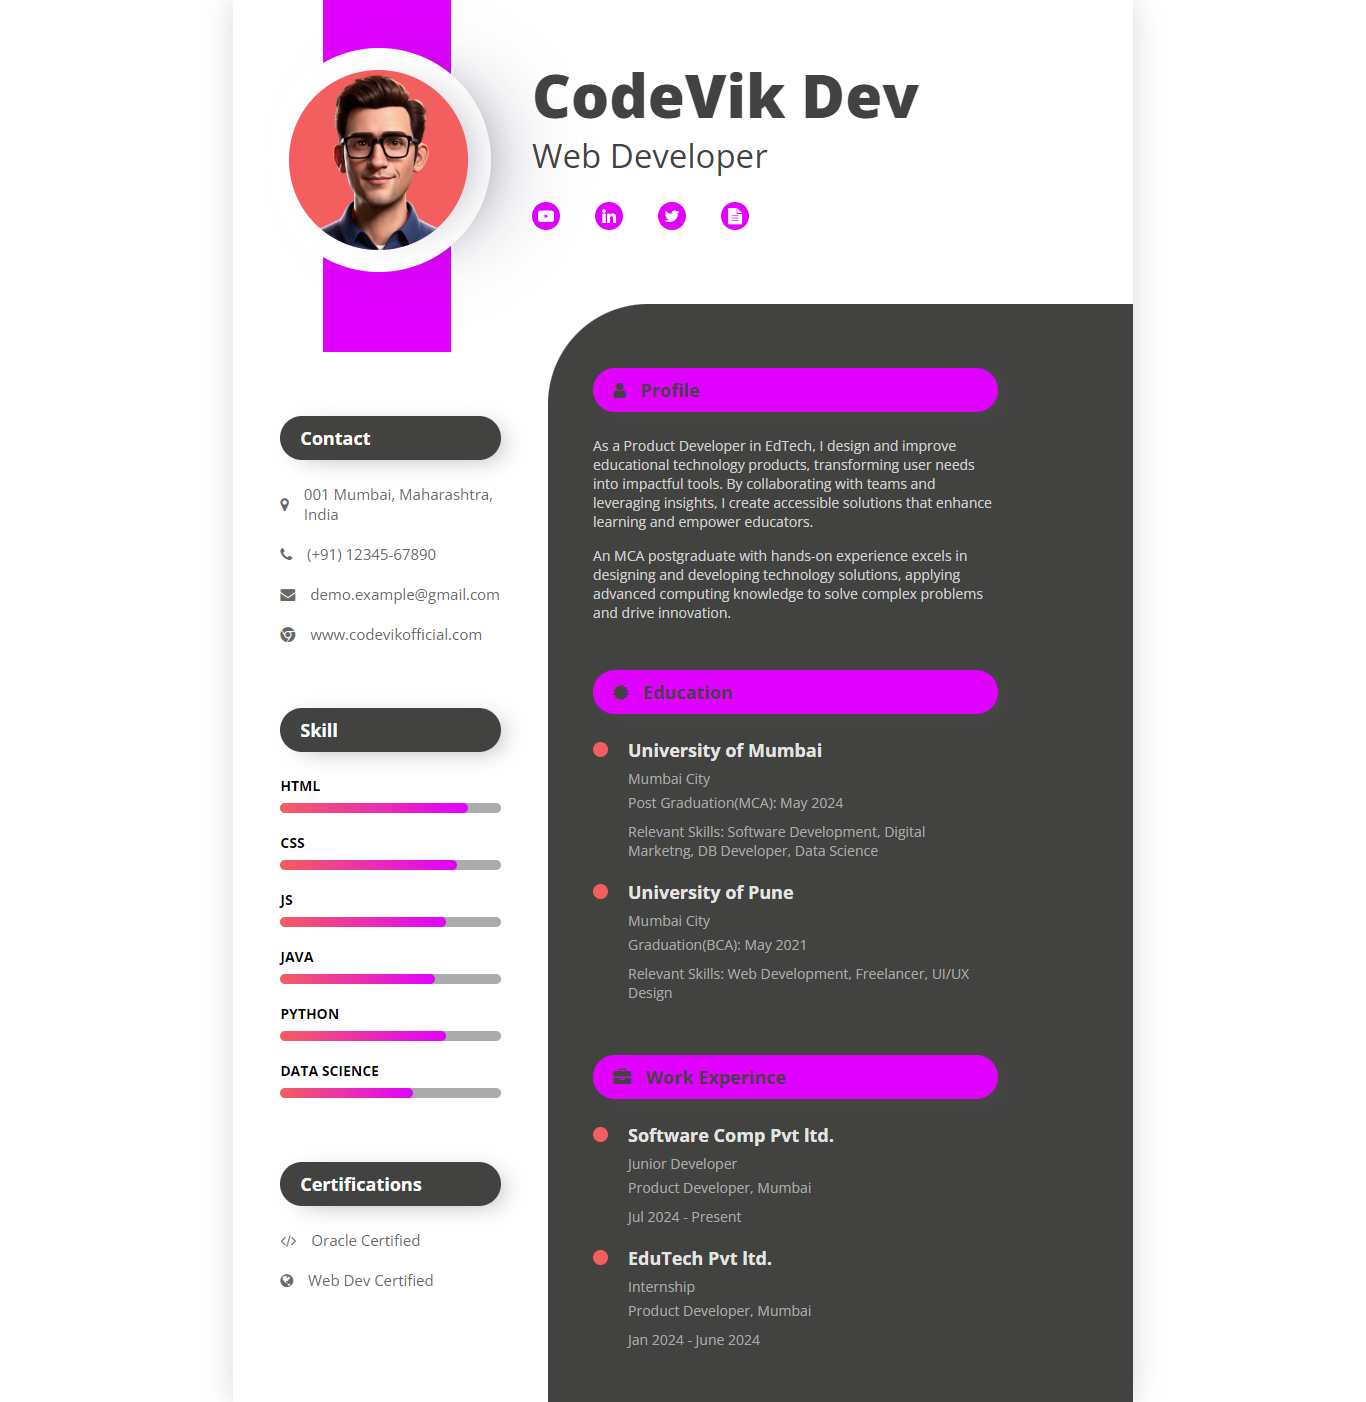 CodeVik Dev
Web Developer
Contact
001 Mumbai, Maharashtra,
India
(+91) 12345-67890
demo.example@gmail.com
www.codevikofficial.com
Skill
HTML
CSS
JS
JAVA
PYTHON
DATA SCIENCE
Certifications
Oracle Certified
Web Dev Certified
Profile
As a Product Developer in EdTech, I design and improve
educational technology products, transforming user needs
into impactful tools. By collaborating with teams and
leveraging insights, I create accessible solutions that enhance
learning and empower educators.
An MCA postgraduate with hands-on experience excels in
designing and developing technology solutions, applying
advanced computing knowledge to solve complex problems
and drive innovation.
Education
University of Mumbai
Mumbai City
Post Graduation(MCA): May 2024
Relevant Skills: Software Development, Digital
Marketng, DB Developer, Data Science
University of Pune
Mumbai City
Graduation(BCA): May 2021
Relevant Skills: Web Development, Freelancer, UI/UX
Design
Work Experince
Software Comp Pvt ltd.
Junior Developer
Product Developer, Mumbai
Jul 2024 - Present
EduTech Pvt ltd.
Internship
Product Developer, Mumbai
Jan 2024 - June 2024